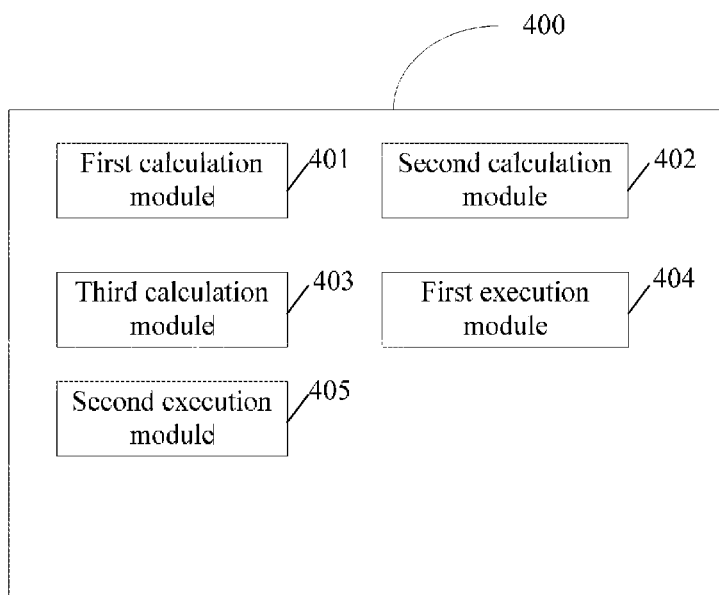 400
First calculation
module
401
Second calculation
module
402
Third calculation
module
403
First execution
module
404
Second execution
module
405